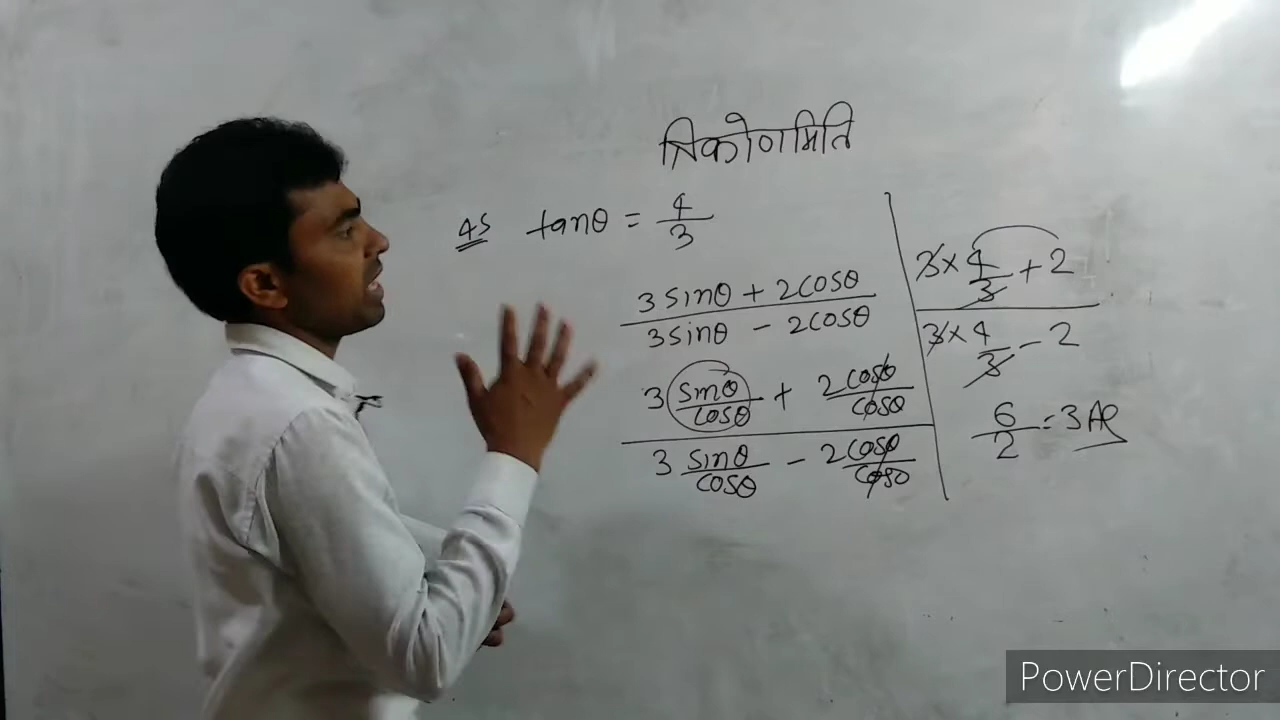 त्रिकोणमिति
45 tanθ = 4/3
3sinθ + 2cosθ
3sinθ - 2cosθ
3 sinθ/cosθ + 2cosθ/cosθ
3 sinθ/cosθ - 2cosθ/cosθ
3 × 4/3 + 2
3 × 4/3 - 2
6/2 = 3 Ag
PowerDirector